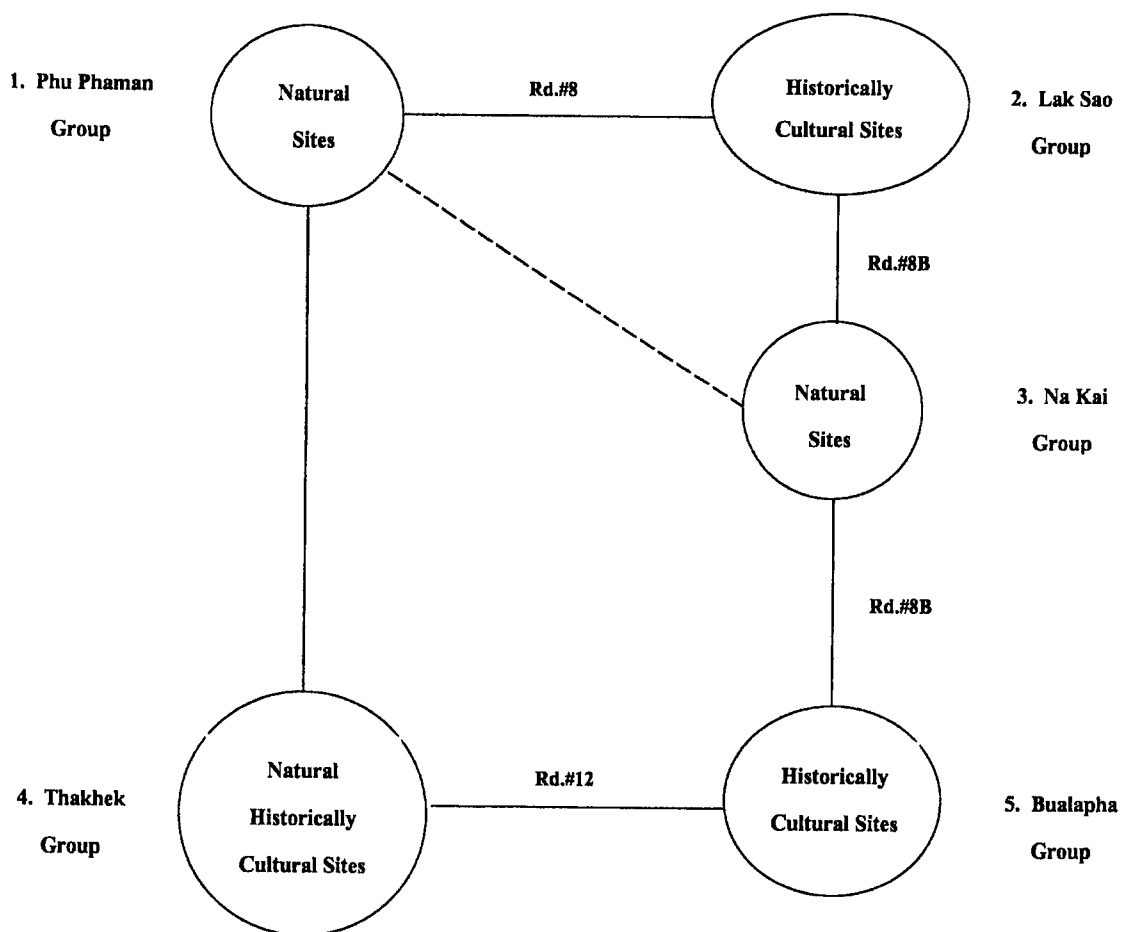 1. Phu Phaman
Group
Natural
Sites
Rd.#8
Historically
Cultural Sites
2. Lak Sao
Group
Rd.#8B
Natural
Sites
3. Na Kai
Group
Rd.#8B
4. Thakhek
Group
Natural
Historically
Cultural Sites
Rd.#12
Historically
Cultural Sites
5. Bualapha
Group